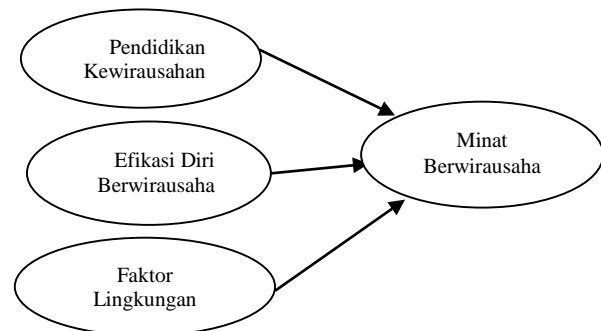 Pendidikan
Kewirausahan
Efikasi Diri
Berwirausaha
Minat
Berwirausaha
Faktor
Lingkungan